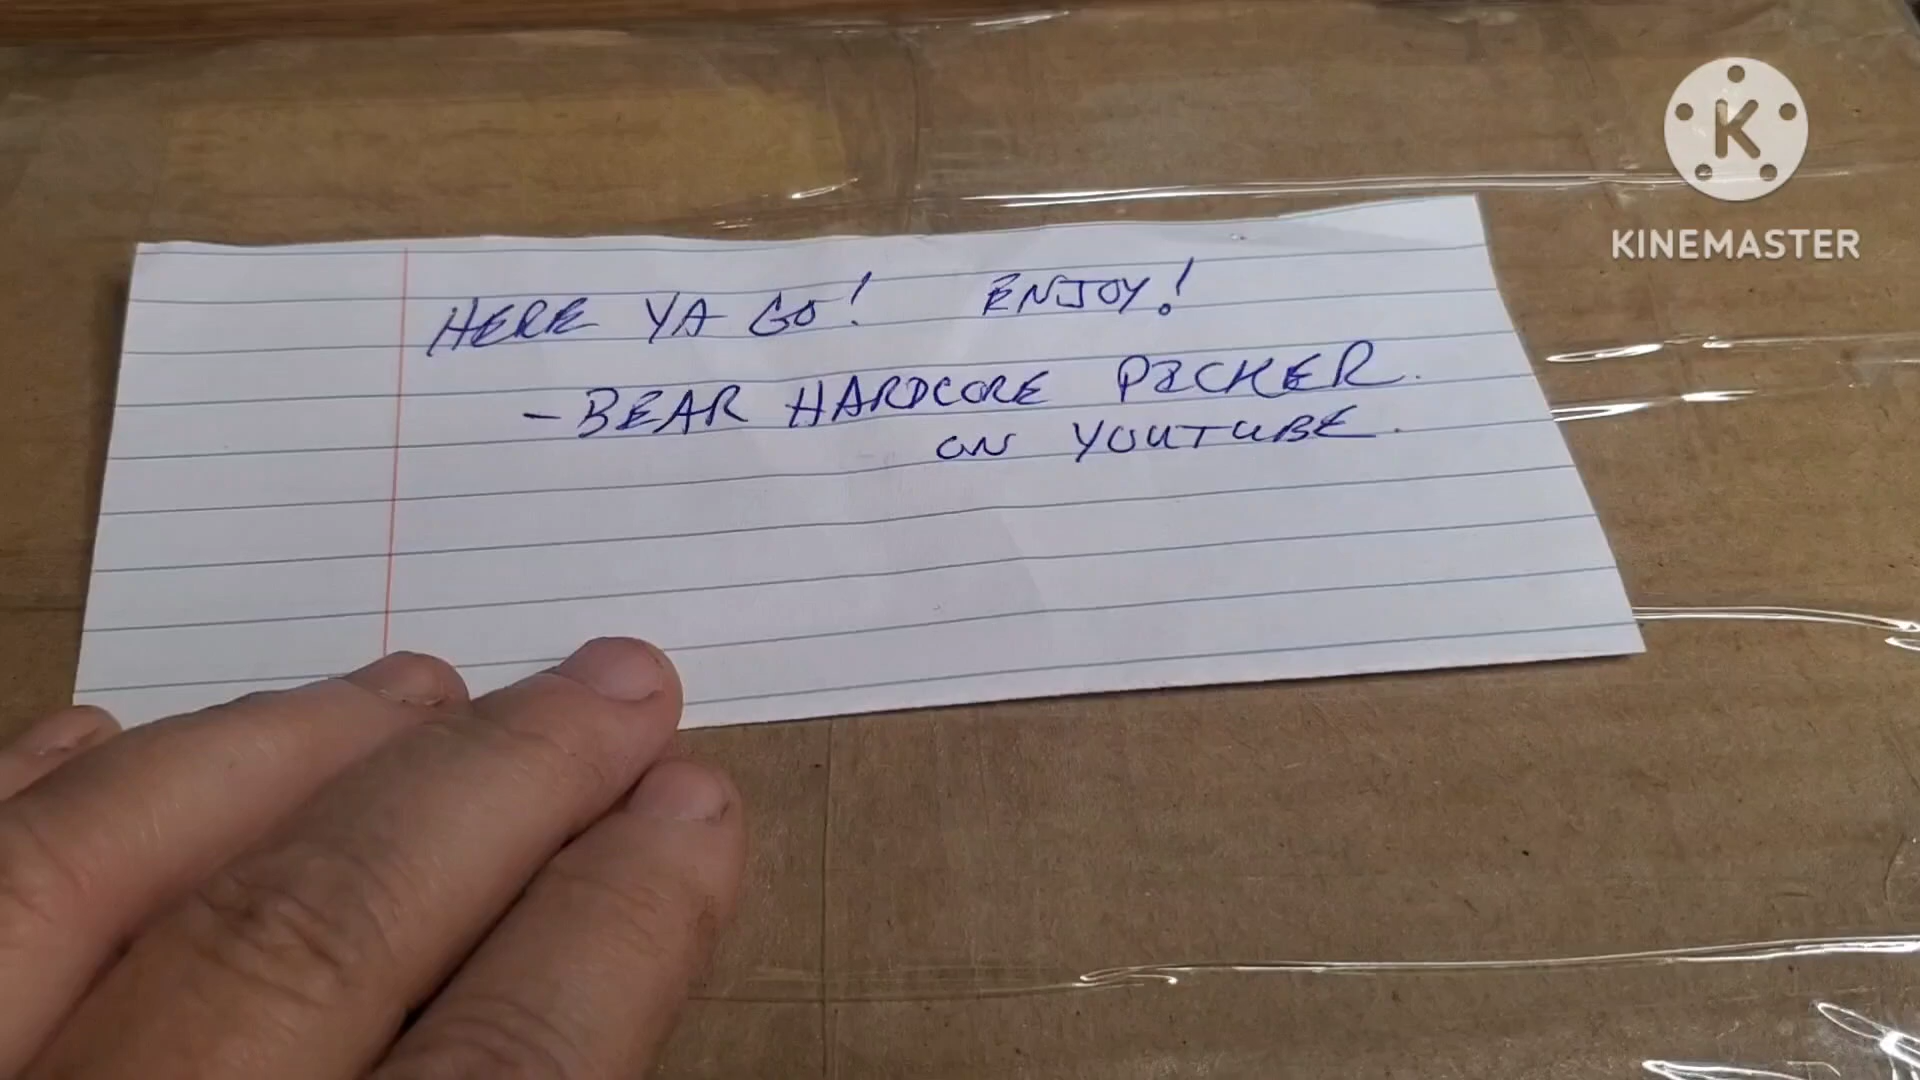 HERE YA GO! ENJOY!
- BEAR HARDCORE PICKER.
ON YOUTUBE.
K
KINEMASTER